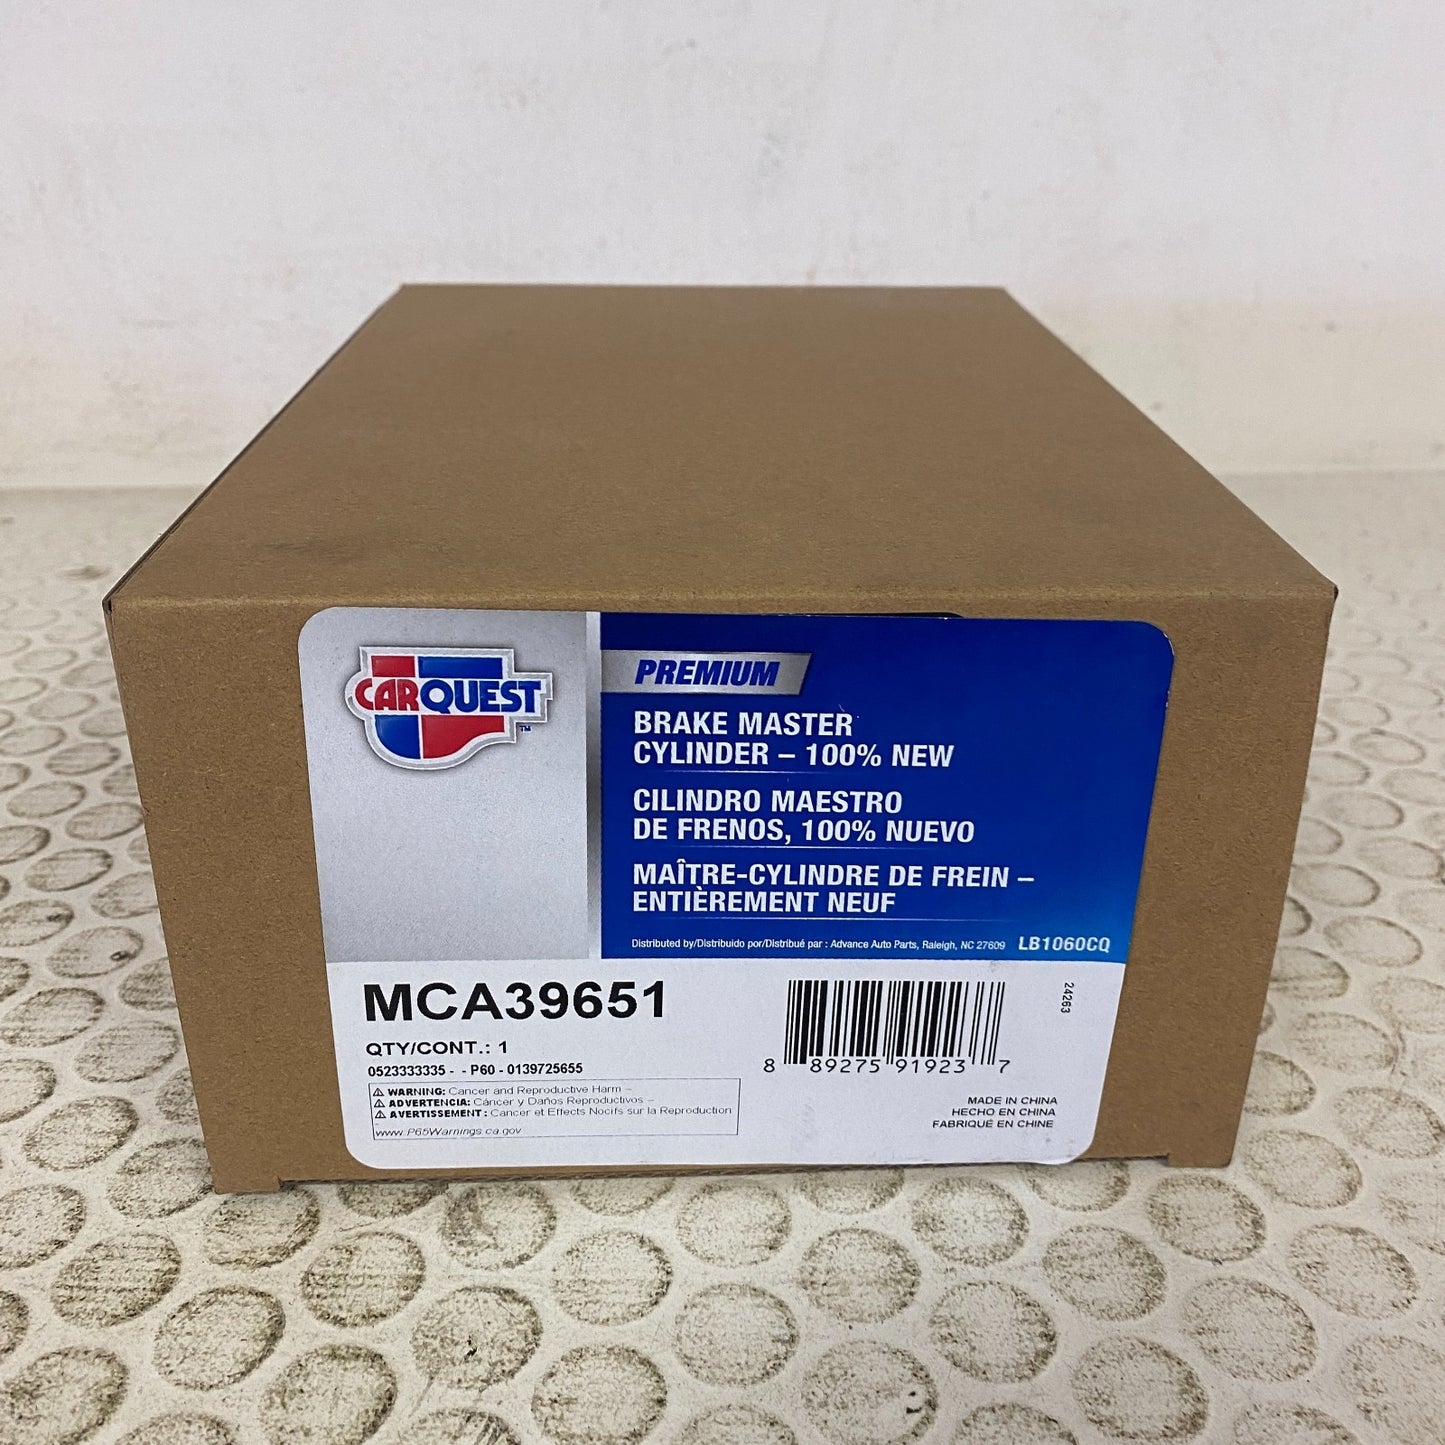 CARQUEST
TM
PREMIUM
BRAKE MASTER
CYLINDER – 100% NEW
CILINDRO MAESTRO
DE FRENOS, 100% NUEVO
MAÎTRE-CYLINDRE DE FREIN –
ENTIÈREMENT NEUF
Distributed by/Distribuido por/Distribué par : Advance Auto Parts, Raleigh, NC 27609 LB1060CQ
MCA39651
QTY/CONT.: 1
0523333335 - - P60 - 0139725655
⚠ WARNING: Cancer and Reproductive Harm –
⚠ ADVERTENCIA: Cáncer y Daños Reproductivos –
⚠ AVERTISSEMENT : Cancer et Effects Nocifs sur la Reproduction
–
www.P65Warnings.ca.gov
8 89275 91923 7
24263
MADE IN CHINA
HECHO EN CHINA
FABRIQUÉ EN CHINE